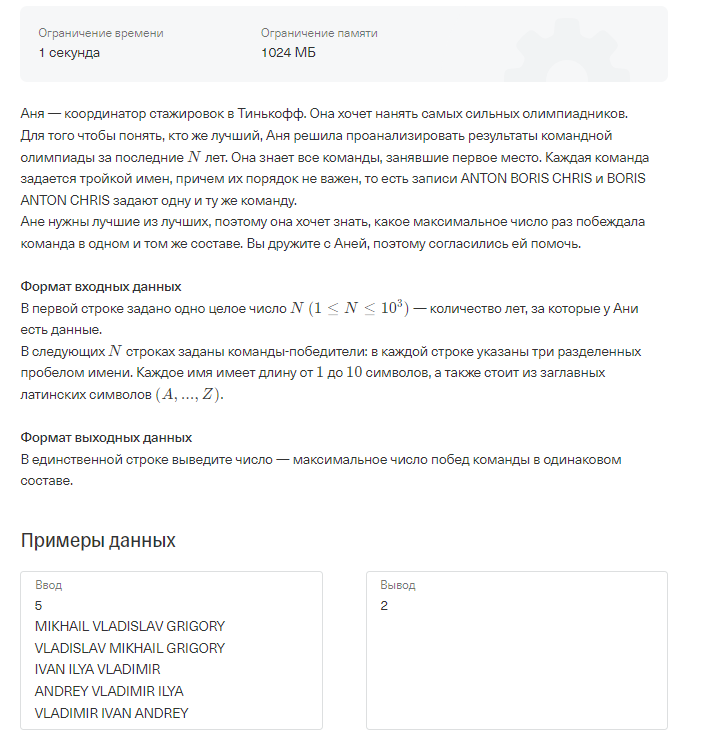 Ограничение времени
Ограничение памяти
1 секунда
1024 МБ
Аня — координатор стажировок в Тинькофф. Она хочет нанять самых сильных олимпиадников.
Для того чтобы понять, кто же лучший, Аня решила проанализировать результаты командной
олимпиады за последние N лет. Она знает все команды, занявшие первое место. Каждая команда
задается тройкой имен, причем их порядок не важен, то есть записи ANTON BORIS CHRIS и BORIS
ANTON CHRIS задают одну и ту же команду.
Ане нужны лучшие из лучших, поэтому она хочет знать, какое максимальное число раз побеждала
команда в одном и том же составе. Вы дружите с Аней, поэтому согласились ей помочь.
Формат входных данных
В первой строке задано одно целое число N (1 ≤ N ≤ 10³) — количество лет, за которые у Ани
есть данные.
В следующих N строках заданы команды-победители: в каждой строке указаны три разделенных
пробелом имени. Каждое имя имеет длину от 1 до 10 символов, а также стоит из заглавных
латинских символов (A, ..., Z).
Формат выходных данных
В единственной строке выведите число — максимальное число побед команды в одинаковом
составе.
Примеры данных
Ввод
5
MIKHAIL VLADISLAV GRIGORY
VLADISLAV MIKHAIL GRIGORY
IVAN ILYA VLADIMIR
ANDREY VLADIMIR ILYA
VLADIMIR IVAN ANDREY
Вывод
2